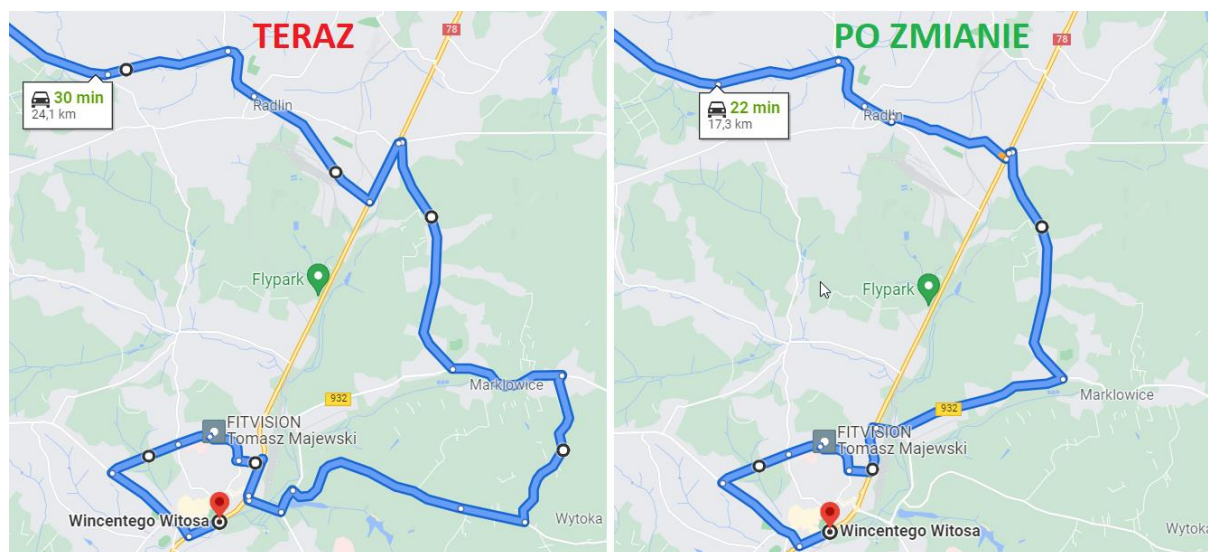 TERAZ
78
30 min
24,1 km
Radlin
Flypark
Marklowice
932
FITVISION
Tomasz Majewski
Wincentego Witosa
Wytoka
PO ZMIANIE
78
22 min
17,3 km
Radlin
Flypark
932
Marklowice
FITVISION
Tomasz Majewski
Wincentego Witosa
Wytoka